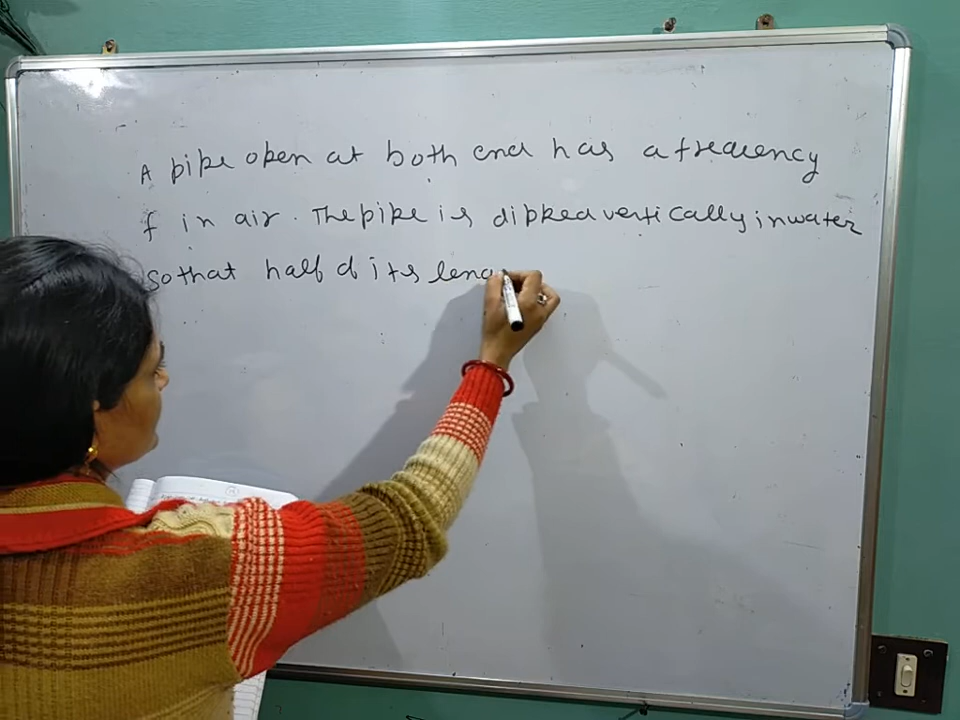 A pipe open at both end has a frequency
f in air. The pipe is dipped vertically in water
so that half of its leng